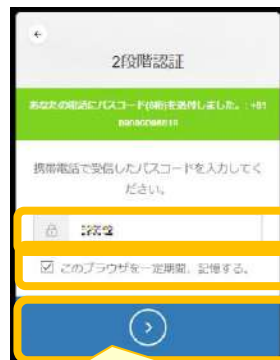 2段階認証
あなたの電話にパスコード(6桁)を送付しました。: +81
携帯電話で受信したパスコードを入力してく
ださい。
このブラウザを一定期間、記憶する。